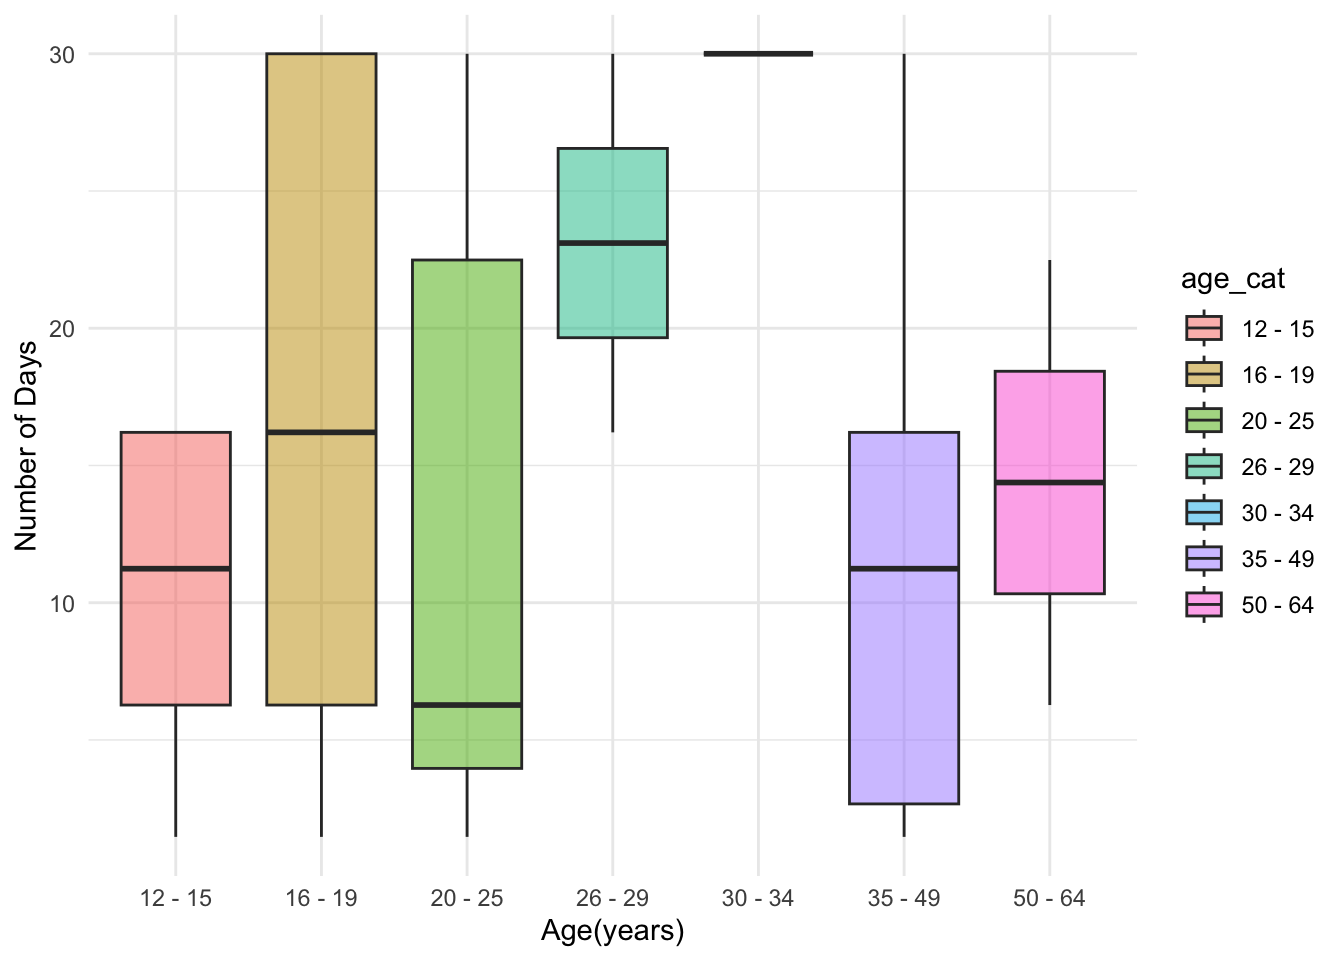 30
20
10
Number of Days
12 - 15
16 - 19
20 - 25
26 - 29
30 - 34
35 - 49
50 - 64
Age(years)
age_cat
12 - 15
16 - 19
20 - 25
26 - 29
30 - 34
35 - 49
50 - 64